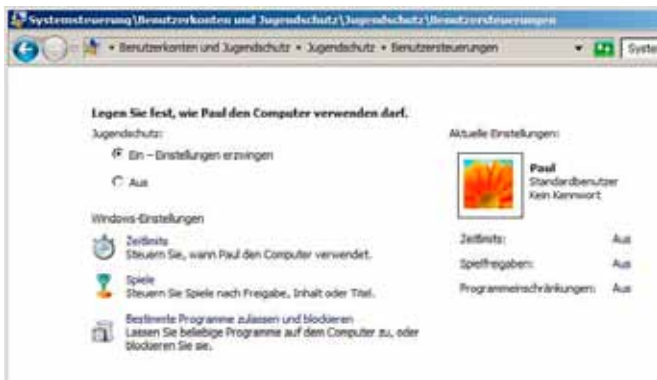 Systemsteuerung\Benutzerkonten und Jugendschutz\Jugendschutz\Benutzersteuerungen
Benutzerkonten und Jugendschutz Jugendschutz Benutzersteuerungen
Syste
Legen Sie fest, wie Paul den Computer verwenden darf.
Jugendschutz:
Ein – Einstellungen erzwingen
Aus
Windows-Einstellungen
Zeitlimits
Steuern Sie, wann Paul den Computer verwendet.
Spiele
Steuern Sie Spiele nach Freigabe, Inhalt oder Titel.
Bestimmte Programme zulassen und blockieren
Lassen Sie beliebige Programme auf dem Computer zu, oder
blockieren Sie sie.
Aktuelle Einstellungen:
Paul
Standardbenutzer
Kein Kennwort
Zeitlimits: Aus
Spielfreigaben: Aus
Programmeinschränkungen: Aus